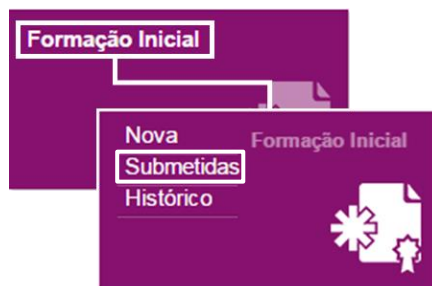 Formação Inicial
Nova
Formação Inicial
Submetidas
Histórico